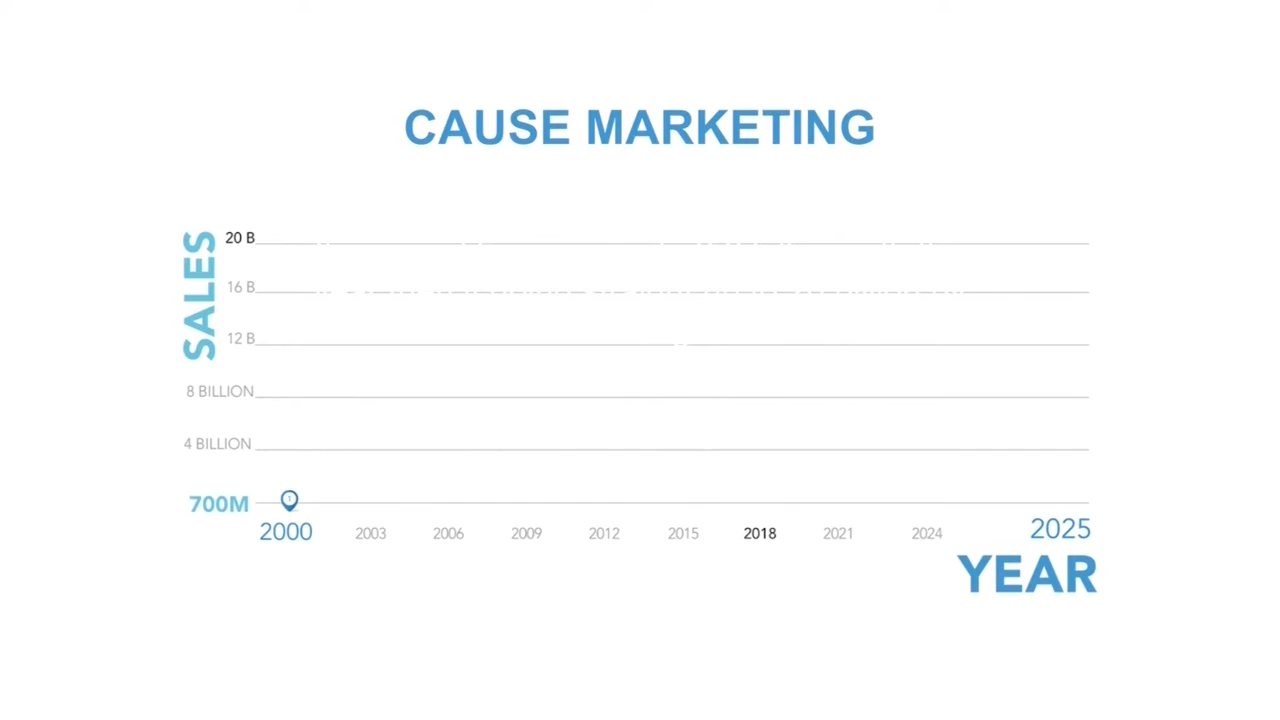 CAUSE MARKETING
SALES
20 B
16 B
12 B
8 BILLION
4 BILLION
700M
1
2000 2003 2006 2009 2012 2015 2018 2021 2024 2025
YEAR